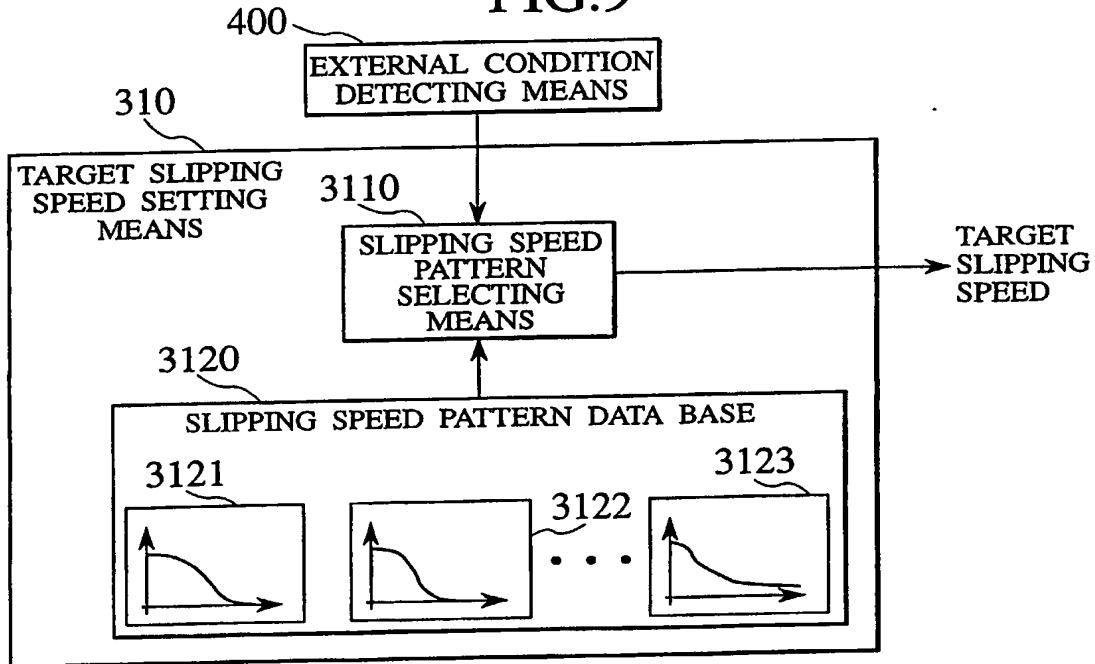 FIG.9
400
EXTERNAL CONDITION
DETECTING MEANS
310
TARGET SLIPPING
SPEED SETTING
MEANS
3110
SLIPPING SPEED
PATTERN
SELECTING
MEANS
TARGET
SLIPPING
SPEED
3120
SLIPPING SPEED PATTERN DATA BASE
3121
3122
3123